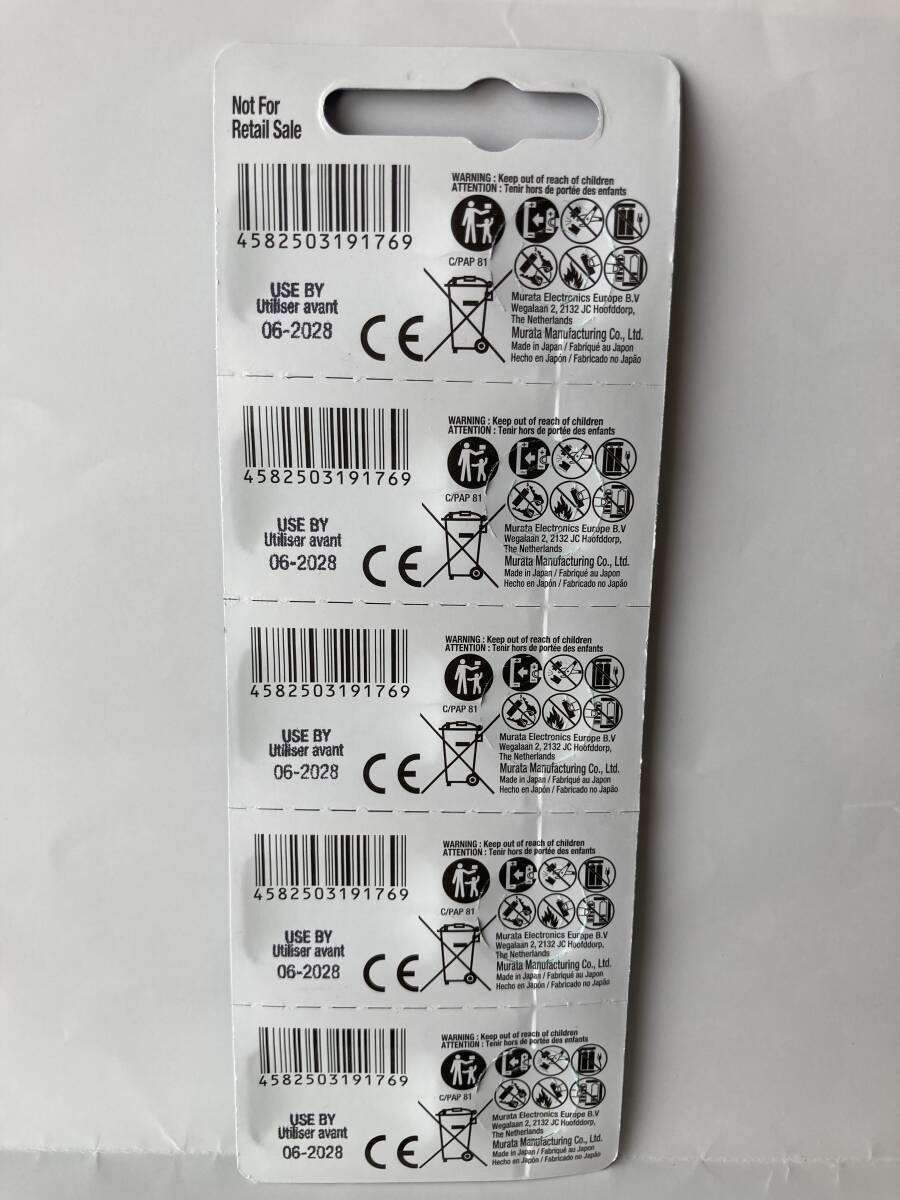 Not For
Retail Sale
4582503191769
USE BY
Utiliser avant
06-2028
CE
WARNING : Keep out of reach of children
ATTENTION : Tenir hors de portée des enfants
C/PAP 81
Murata Electronics Europe B.V
Wegalaan 2, 2132 JC Hoofddorp,
The Netherlands
Murata Manufacturing Co., Ltd.
Made in Japan / Fabriqué au Japon
Hecho en Japón / Fabricado no Japão
4582503191769
USE BY
Utiliser avant
06-2028
CE
WARNING : Keep out of reach of children
ATTENTION : Tenir hors de portée des enfants
C/PAP 81
Murata Electronics Europe B.V
Wegalaan 2, 2132 JC Hoofddorp,
The Netherlands
Murata Manufacturing Co., Ltd.
Made in Japan / Fabriqué au Japon
Hecho en Japón / Fabricado no Japão
4582503191769
USE BY
Utiliser avant
06-2028
CE
WARNING : Keep out of reach of children
ATTENTION : Tenir hors de portée des enfants
C/PAP 81
Murata Electronics Europe B.V
Wegalaan 2, 2132 JC Hoofddorp,
The Netherlands
Murata Manufacturing Co., Ltd.
Made in Japan / Fabriqué au Japon
Hecho en Japón / Fabricado no Japão
4582503191769
USE BY
Utiliser avant
06-2028
CE
WARNING : Keep out of reach of children
ATTENTION : Tenir hors de portée des enfants
C/PAP 81
Murata Electronics Europe B.V
Wegalaan 2, 2132 JC Hoofddorp,
The Netherlands
Murata Manufacturing Co., Ltd.
Made in Japan / Fabriqué au Japon
Hecho en Japón / Fabricado no Japão
4582503191769
USE BY
Utiliser avant
06-2028
CE
WARNING : Keep out of reach of children
ATTENTION : Tenir hors de portée des enfants
C/PAP 81
Murata Electronics Europe B.V
Wegalaan 2, 2132 JC Hoofddorp,
The Netherlands
Murata Manufacturing Co., Ltd.
Made in Japan / Fabriqué au Japon
Hecho en Japón / Fabricado no Japão